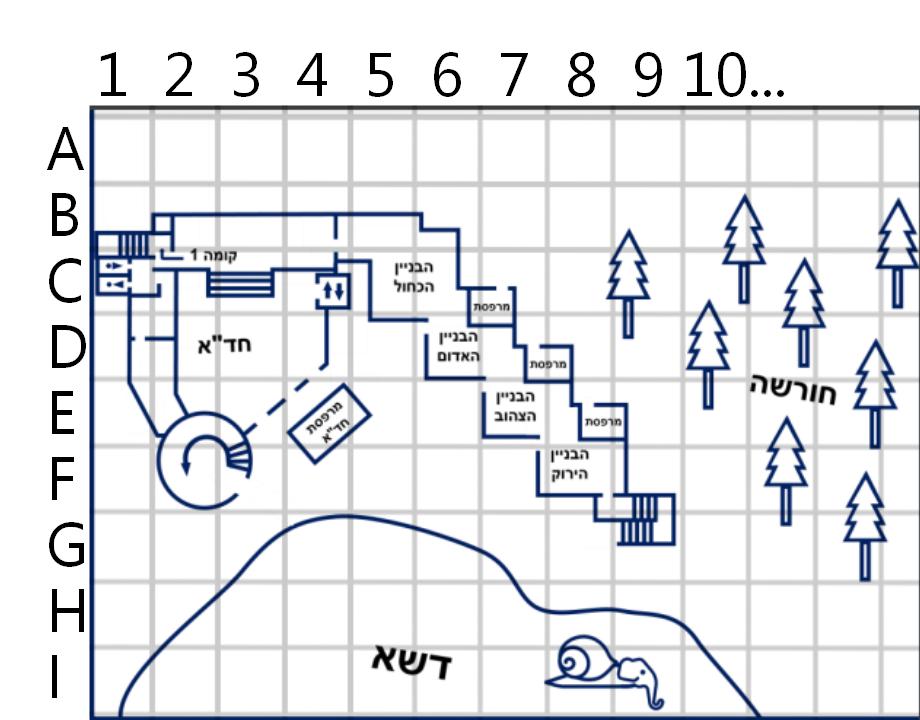 1 2 3 4 5 6 7 8 9 10...
A
B
C
D
E
F
G
H
I
קומה 1
הבניין
הכחול
מרפסת
חד"א
הבניין
האדום
מרפסת
חורשה
הבניין
הצהוב
מרפסת
מרפסת
חד"א
הבניין
הירוק
דשא